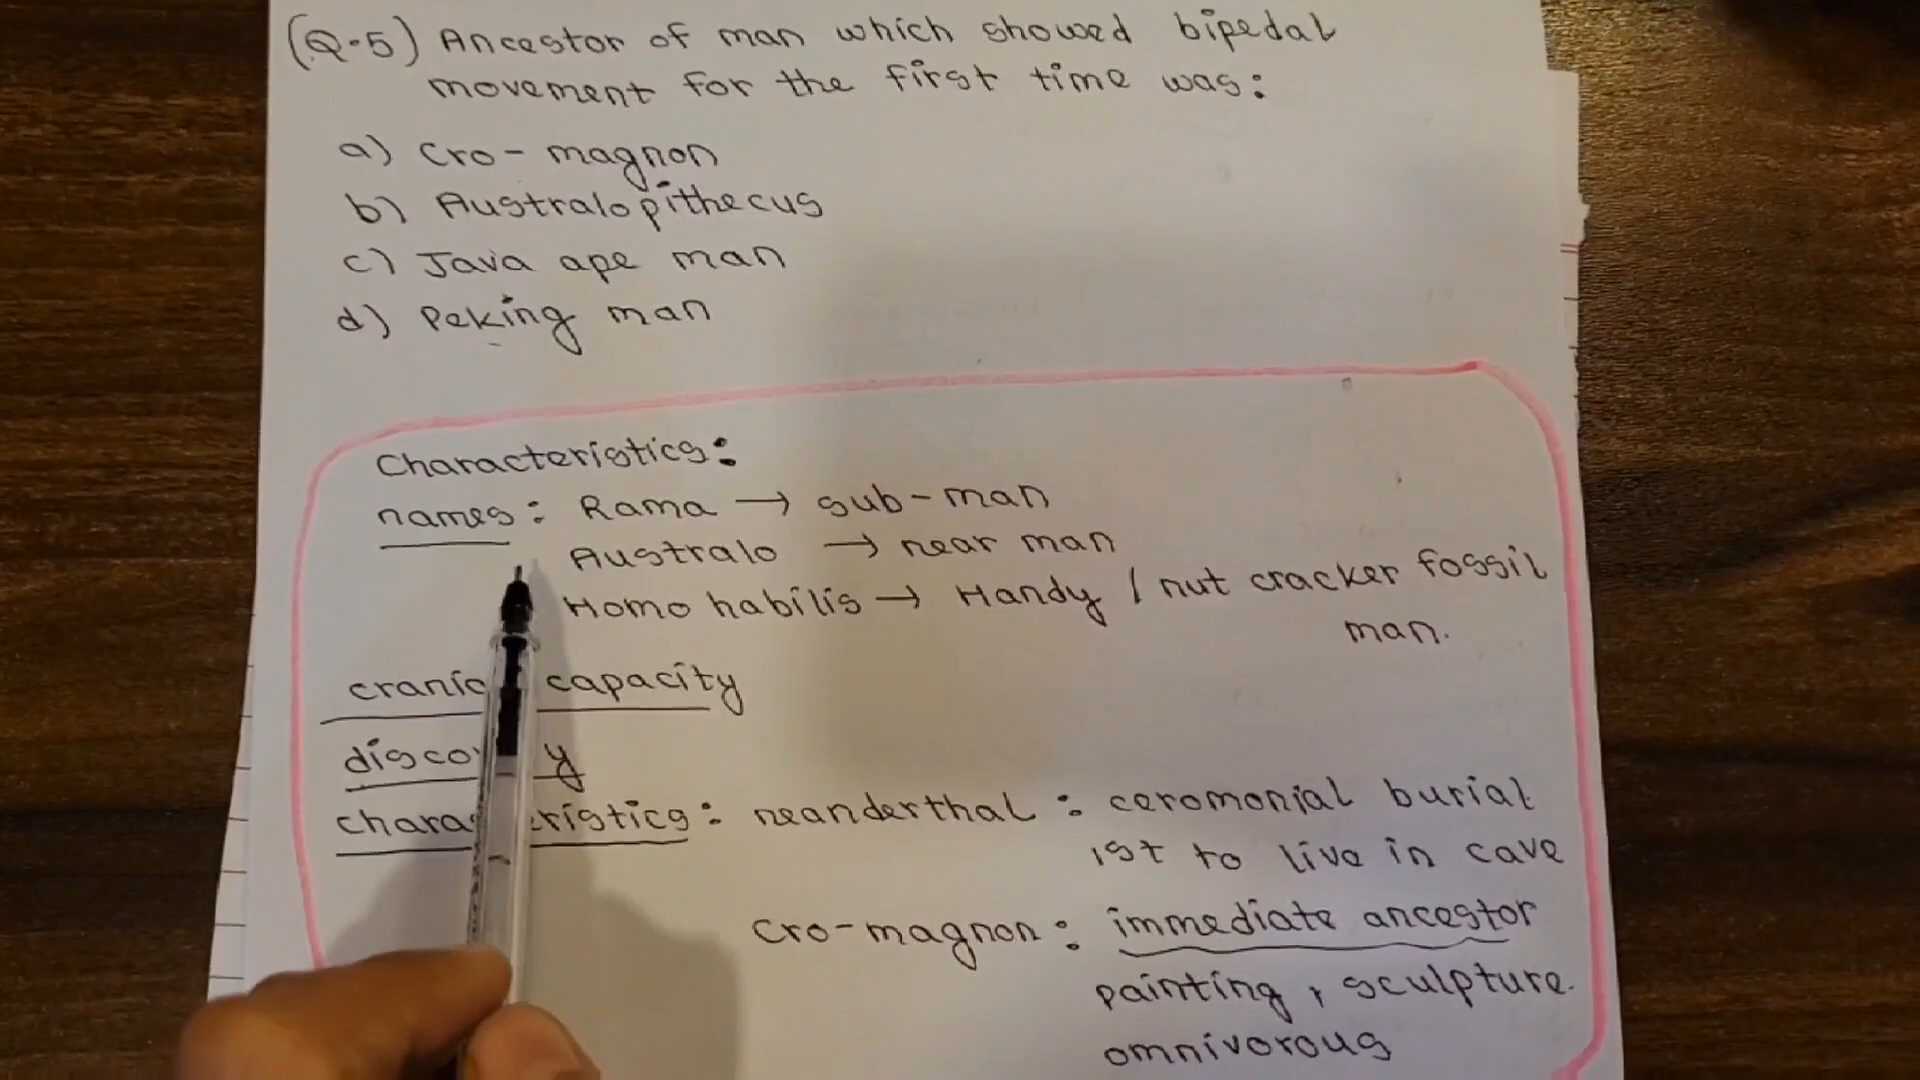 (Q.5) Ancestor of man which showed bipedal
movement for the first time was:
a) cro-magnon
b) Australopithecus
c) Java ape man
d) Peking man
Characteristics:
names: Rama → sub-man
Australo → near man
Homo habilis → Handy / nut cracker fossil
man.
capacity
characteristics: neanderthal: ceromonial burial
1st to live in cave
cro-magnon: immediate ancestor
painting, sculpture.
omnivorous